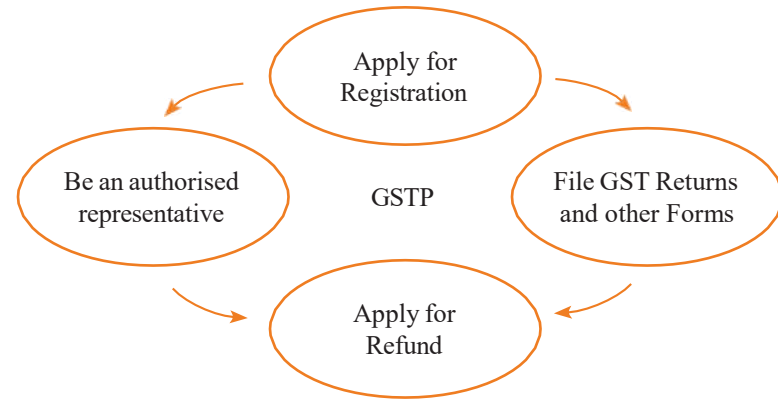 Apply for
Registration
Be an authorised
representative
GSTP
File GST Returns
and other Forms
Apply for
Refund